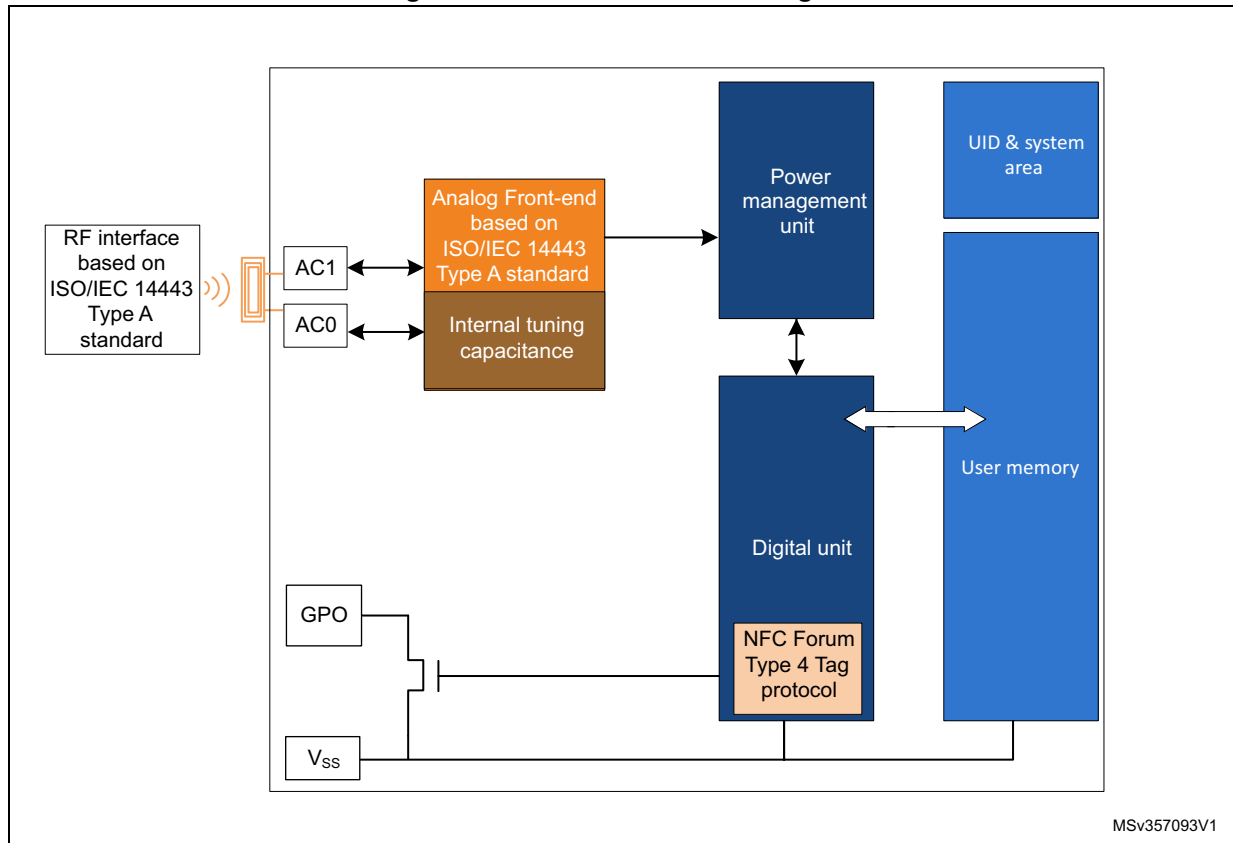 RF interface
based on
ISO/IEC 14443
Type A
standard
AC1
AC0
Analog Front-end
based on
ISO/IEC 14443
Type A standard
Internal tuning
capacitance
Power
management
unit
UID & system
area
User memory
Digital unit
NFC Forum
Type 4 Tag
protocol
GPO
VSS
MSv357093V1